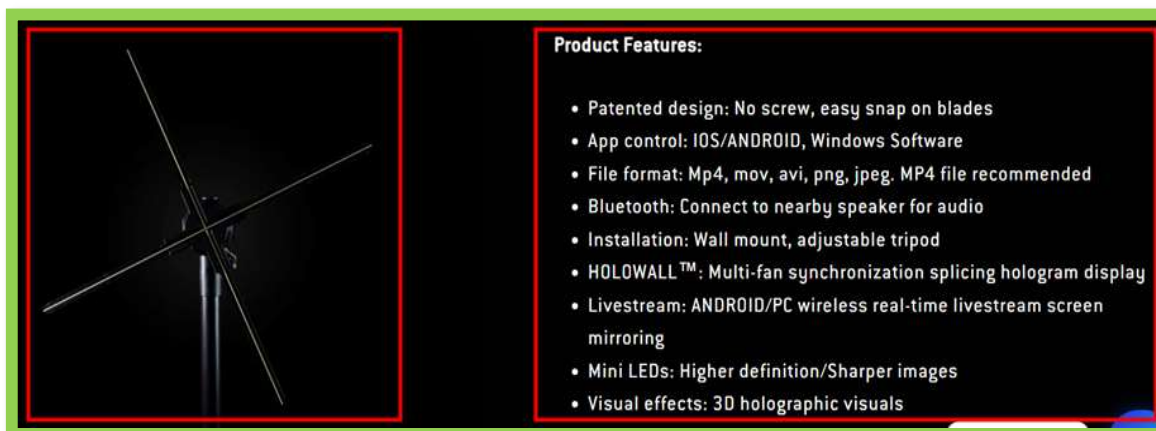 Product Features:
• Patented design: No screw, easy snap on blades
• App control: IOS/ANDROID, Windows Software
• File format: Mp4, mov, avi, png, jpeg. MP4 file recommended
• Bluetooth: Connect to nearby speaker for audio
• Installation: Wall mount, adjustable tripod
• HOLOWALL™: Multi-fan synchronization splicing hologram display
• Livestream: ANDROID/PC wireless real-time livestream screen
mirroring
• Mini LEDs: Higher definition/Sharper images
• Visual effects: 3D holographic visuals